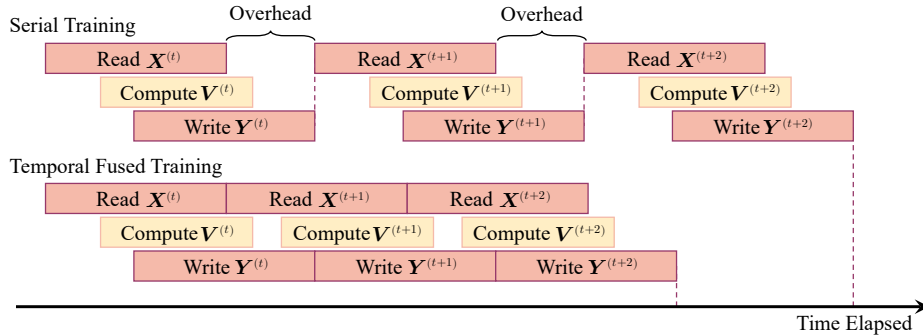 Overhead Overhead
Serial Training
Read X^(t) Read X^(t+1) Read X^(t+2)
Compute V^(t) Compute V^(t+1) Compute V^(t+2)
Write Y^(t) Write Y^(t+1) Write Y^(t+2)
Temporal Fused Training
Read X^(t) Read X^(t+1) Read X^(t+2)
Compute V^(t) Compute V^(t+1) Compute V^(t+2)
Write Y^(t) Write Y^(t+1) Write Y^(t+2)
Time Elapsed